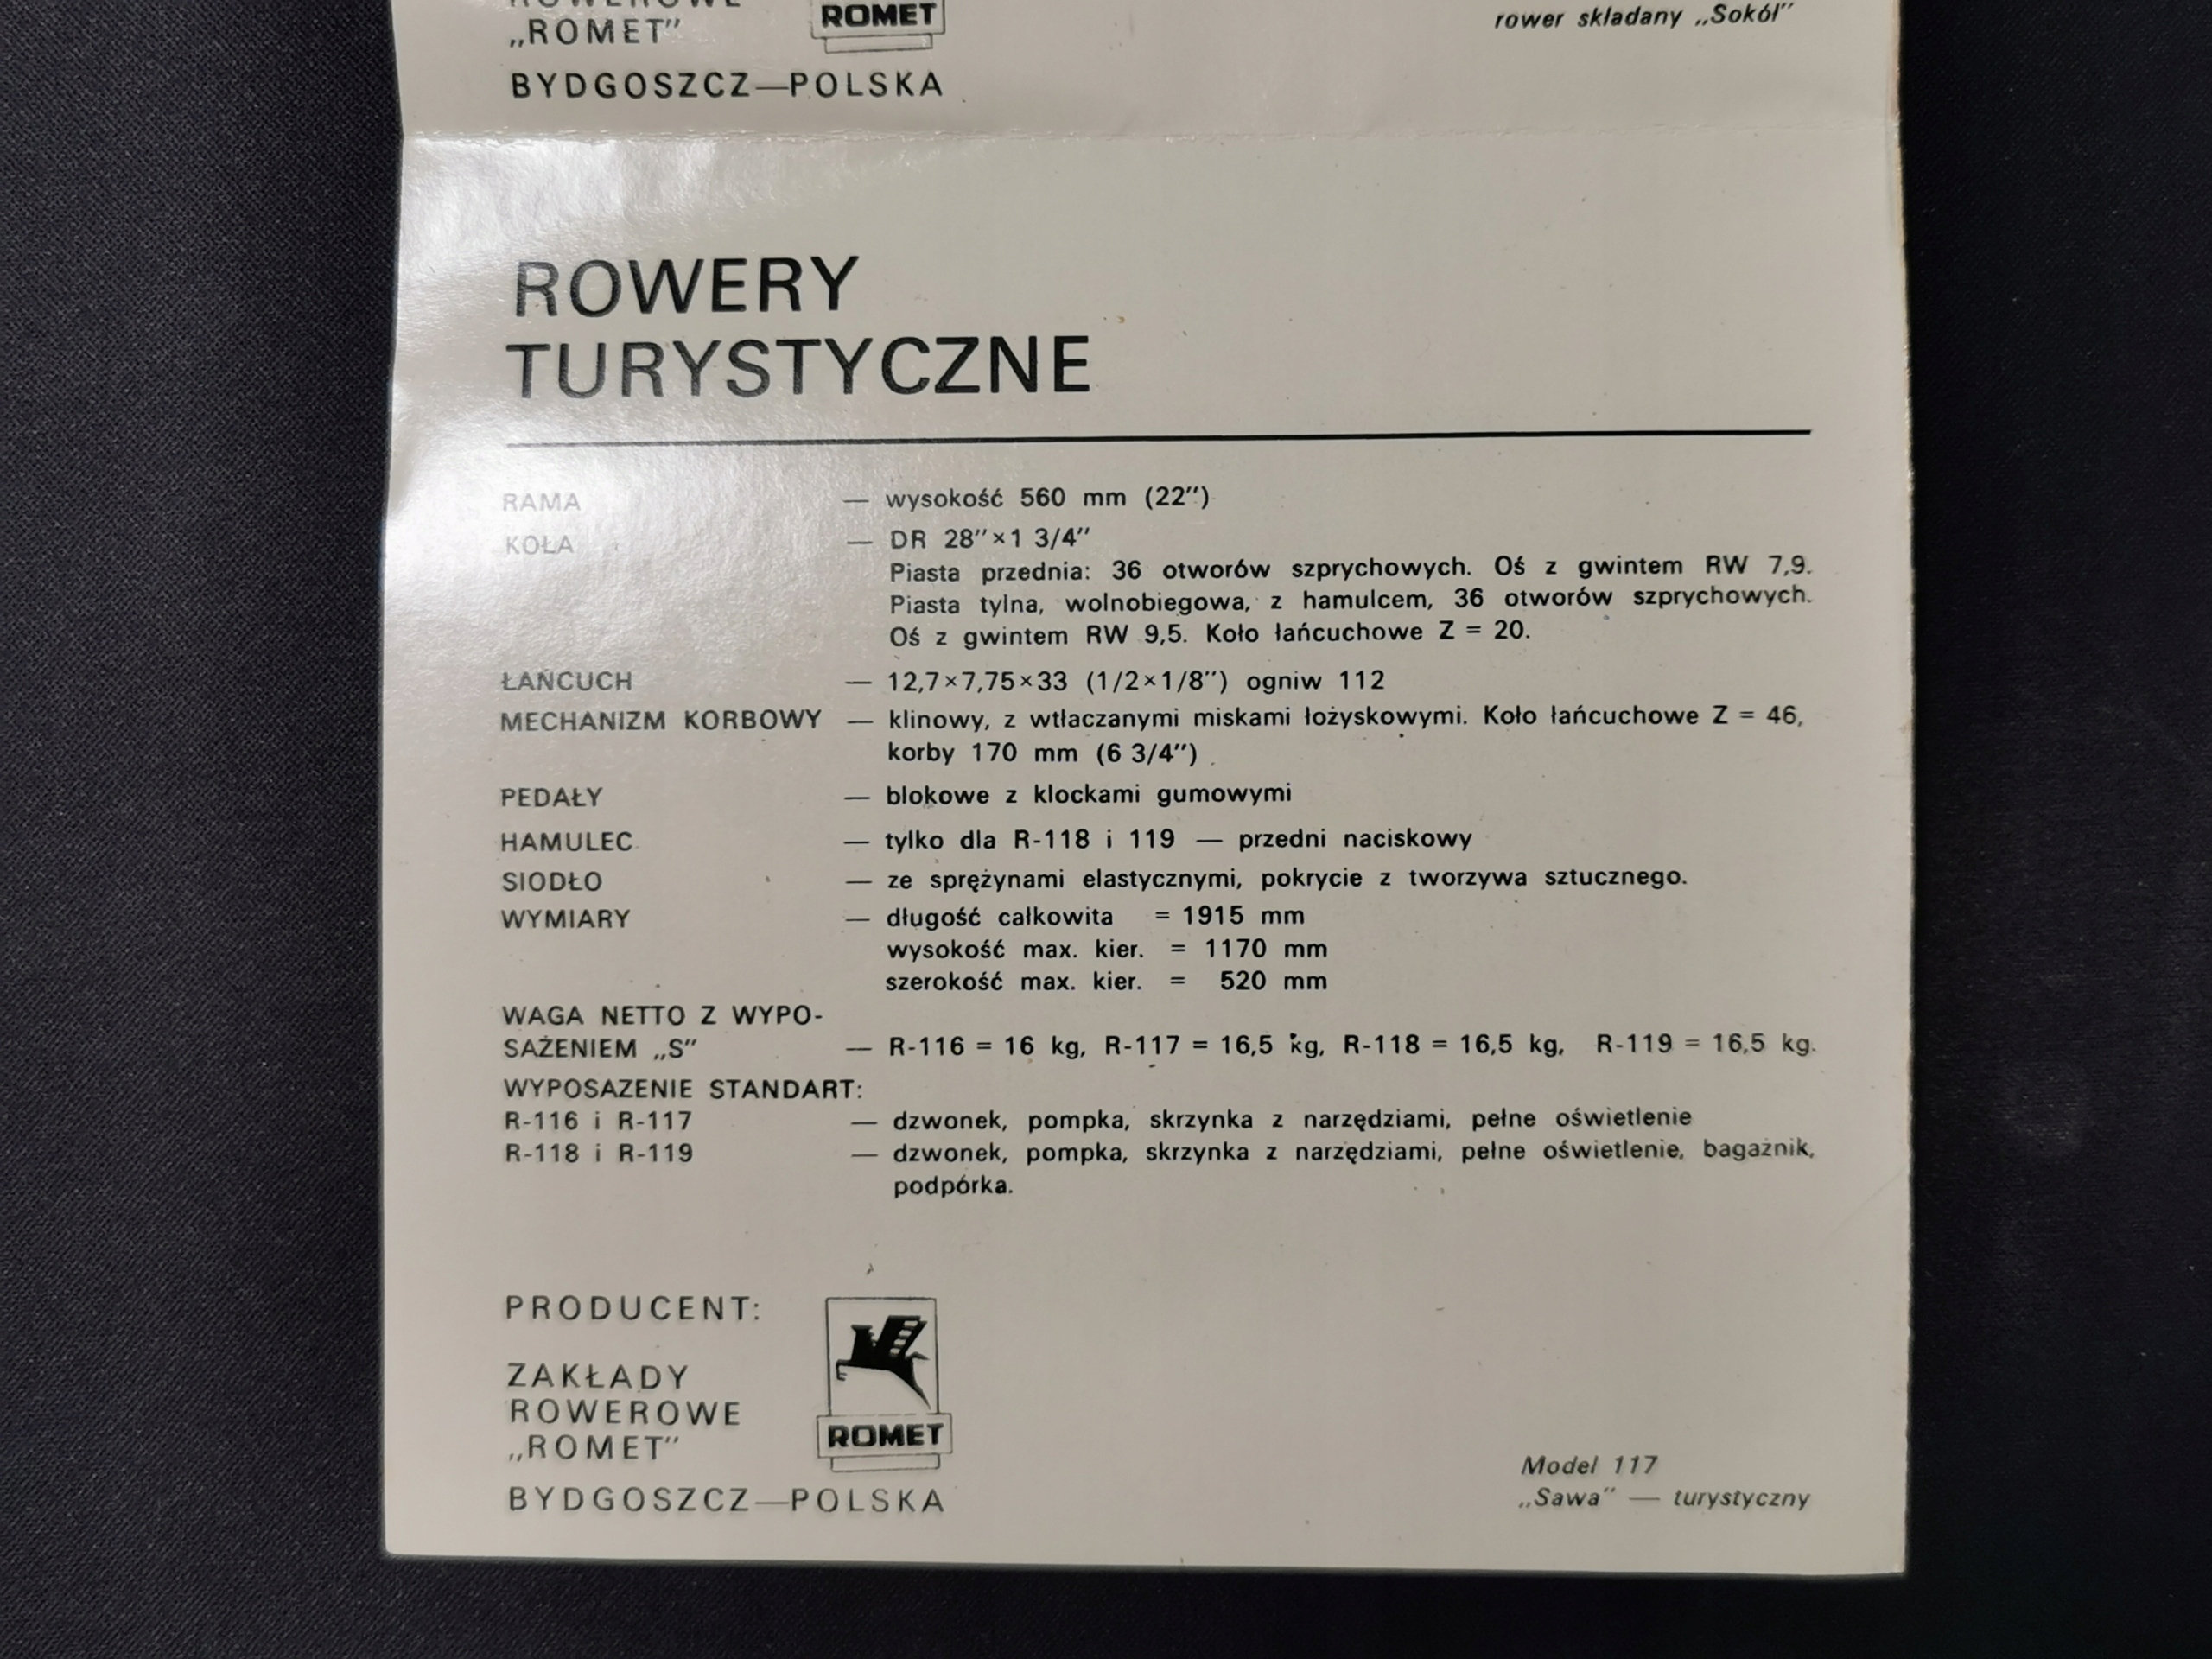 ROWEROWE
„ROMET”
ROMET
BYDGOSZCZ—POLSKA
rower składany „Sokół”
ROWERY
TURYSTYCZNE
RAMA — wysokość 560 mm (22”)
KOŁA — DR 28”×1 3/4”
Piasta przednia: 36 otworów szprychowych. Oś z gwintem RW 7,9.
Piasta tylna, wolnobiegowa, z hamulcem, 36 otworów szprychowych.
Oś z gwintem RW 9,5. Koło łańcuchowe Z = 20.
ŁAŃCUCH — 12,7×7,75×33 (1/2×1/8”) ogniw 112
MECHANIZM KORBOWY — klinowy, z wtłaczanymi miskami łożyskowymi. Koło łańcuchowe Z = 46,
korby 170 mm (6 3/4”)
PEDAŁY — blokowe z klockami gumowymi
HAMULEC — tylko dla R-118 i 119 — przedni naciskowy
SIODŁO — ze sprężynami elastycznymi, pokrycie z tworzywa sztucznego.
WYMIARY — długość całkowita = 1915 mm
wysokość max. kier. = 1170 mm
szerokość max. kier. = 520 mm
WAGA NETTO Z WYPO-
SAŻENIEM „S” — R-116 = 16 kg, R-117 = 16,5 kg, R-118 = 16,5 kg, R-119 = 16,5 kg.
WYPOSAZENIE STANDART:
R-116 i R-117 — dzwonek, pompka, skrzynka z narzędziami, pełne oświetlenie
R-118 i R-119 — dzwonek, pompka, skrzynka z narzędziami, pełne oświetlenie, bagażnik,
podpórka.
PRODUCENT:
ZAKŁADY
ROWEROWE
„ROMET”
BYDGOSZCZ—POLSKA
ROMET
Model 117
„Sawa” — turystyczny